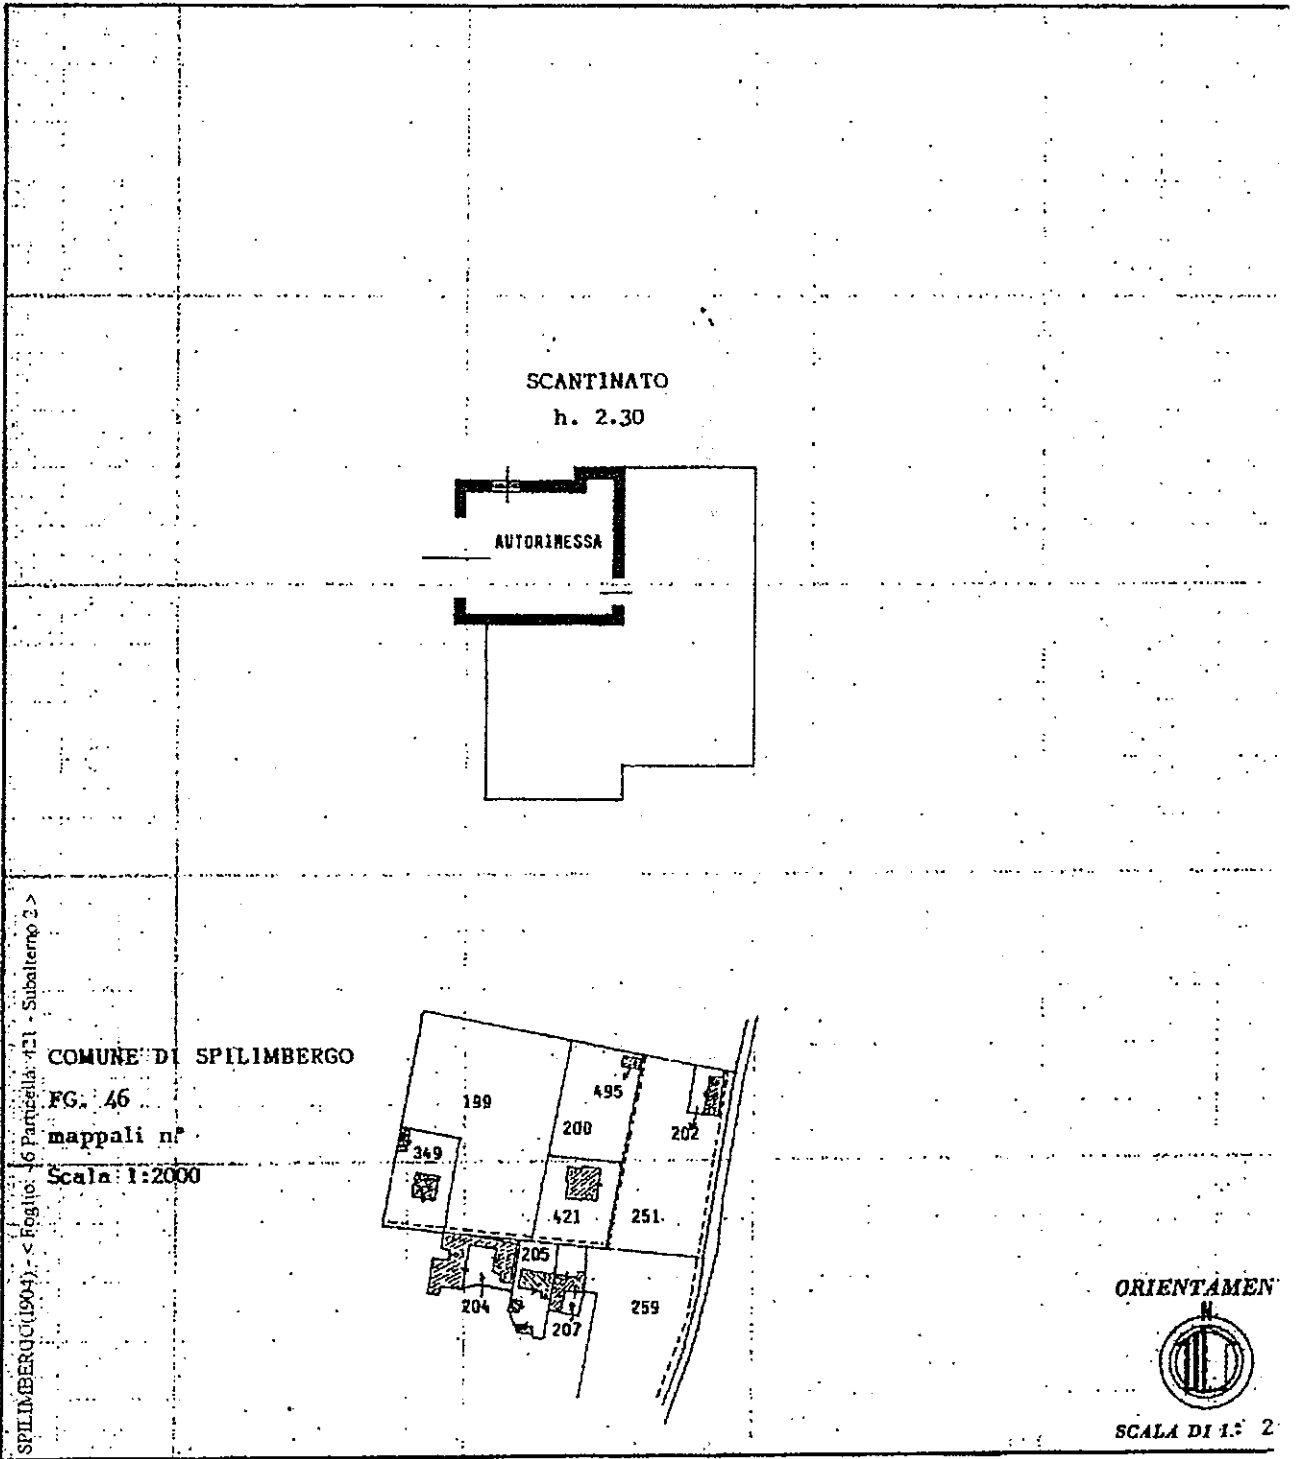 SCANTINATO
h. 2.30
AUTORIMESSA
COMUNE DI SPILIMBERGO
FG. 46
mappali n°
Scala 1:2000
199
495
200
202
349
421
251
205
204
207
259
ORIENTAMEN
N
SCALA DI 1: 2
SPILIMBERGO(I904) - < Foglio: 46 Particella: 421 - Subalterno 2 >